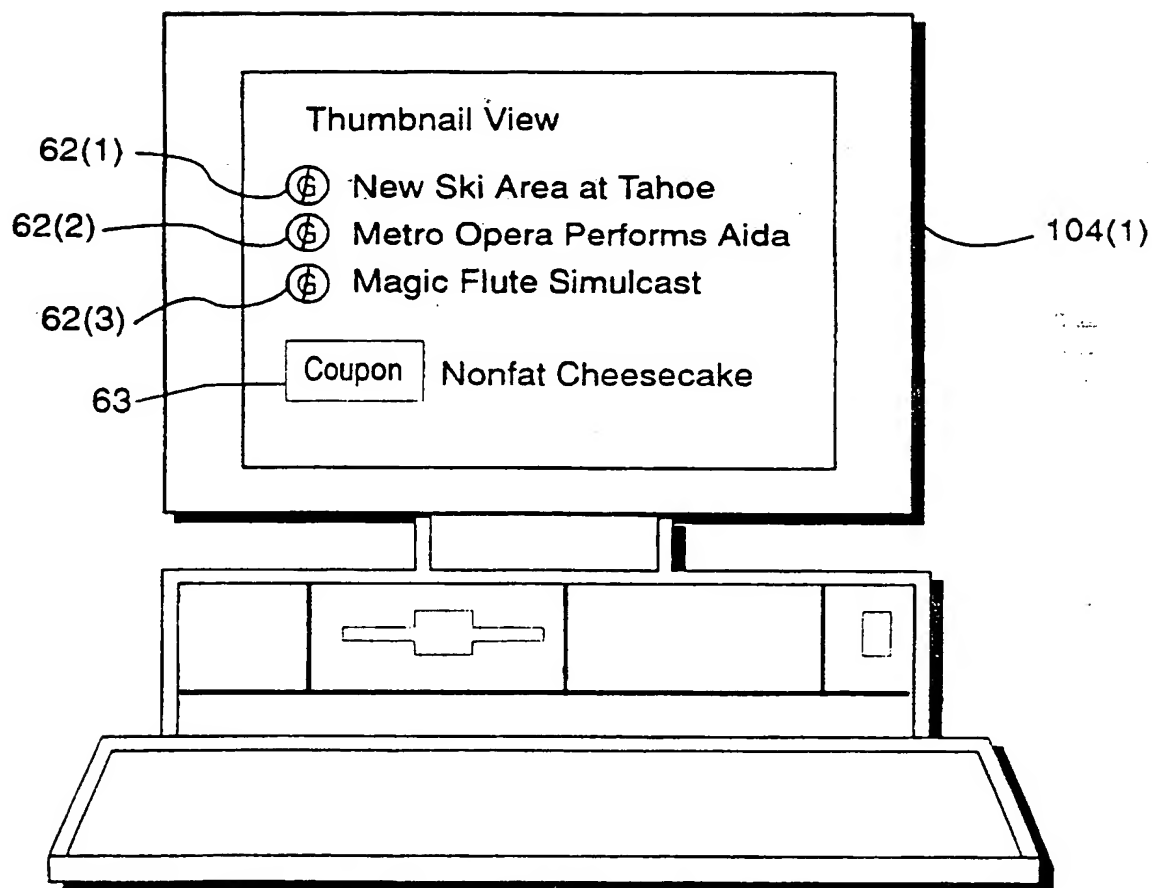 Thumbnail View
62(1)
New Ski Area at Tahoe
62(2)
Metro Opera Performs Aida
104(1)
62(3)
Magic Flute Simulcast
63
Coupon Nonfat Cheesecake